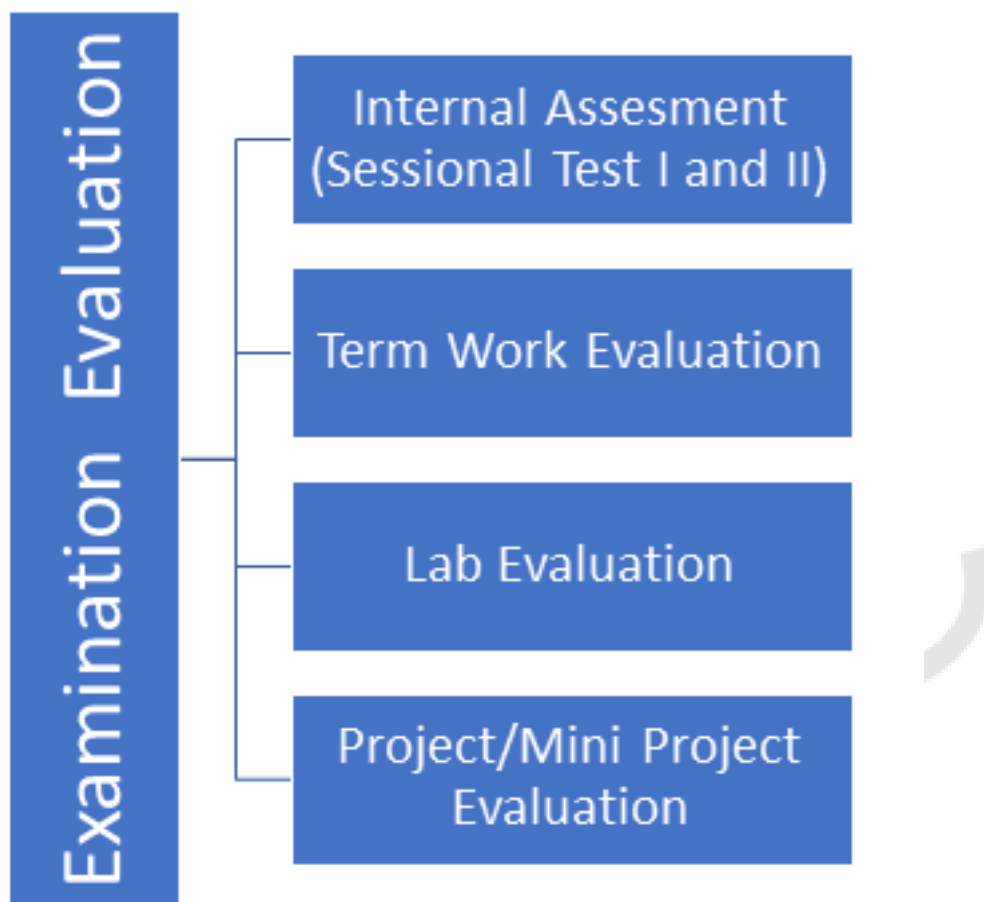 Examination Evaluation
Internal Assesment
(Sessional Test I and II)
Term Work Evaluation
Lab Evaluation
Project/Mini Project
Evaluation